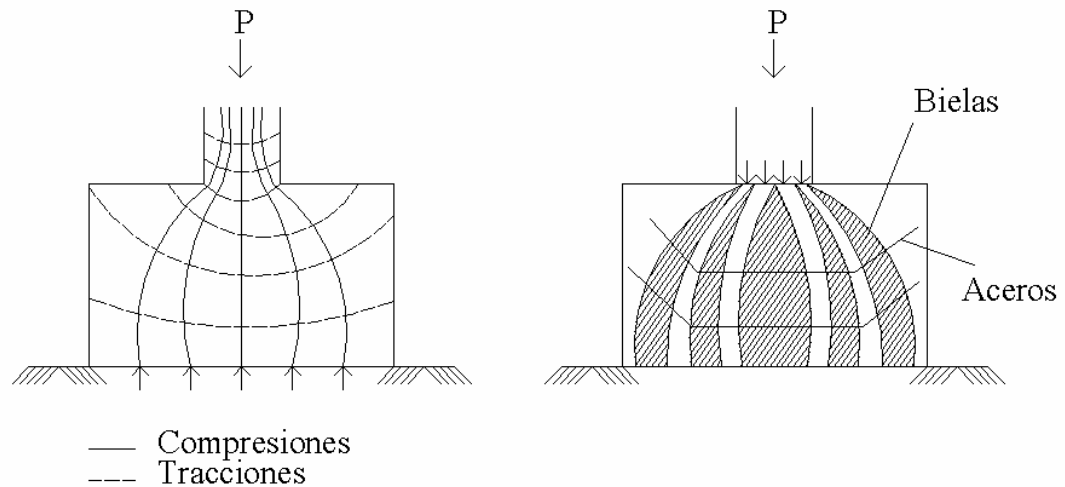 P
P
Bielas
Aceros
Compresiones
Tracciones